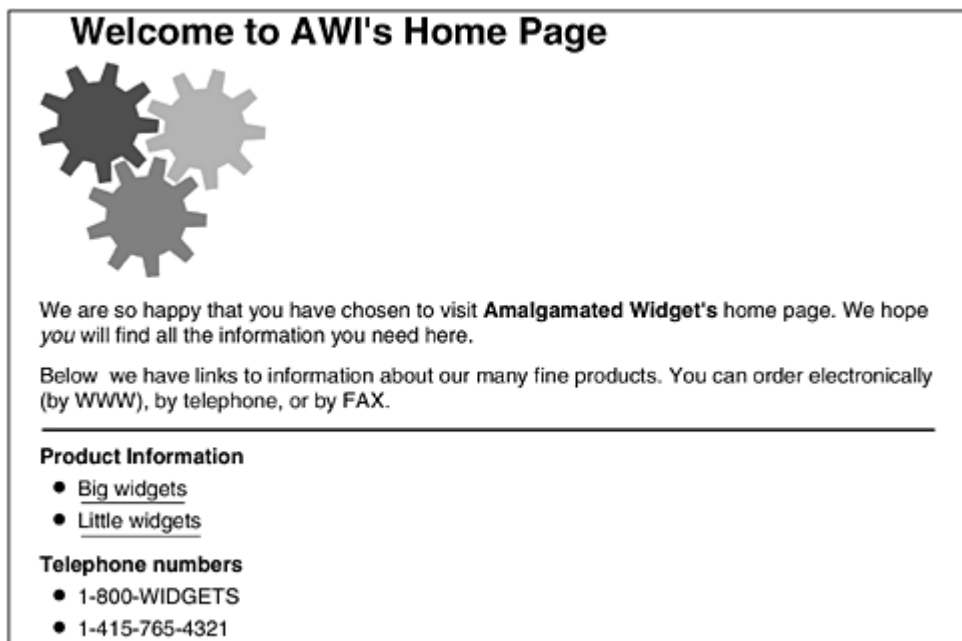 Welcome to AWI's Home Page
We are so happy that you have chosen to visit Amalgamated Widget's home page. We hope
you will find all the information you need here.
Below we have links to information about our many fine products. You can order electronically
(by WWW), by telephone, or by FAX.
Product Information
● Big widgets
● Little widgets
Telephone numbers
● 1-800-WIDGETS
● 1-415-765-4321